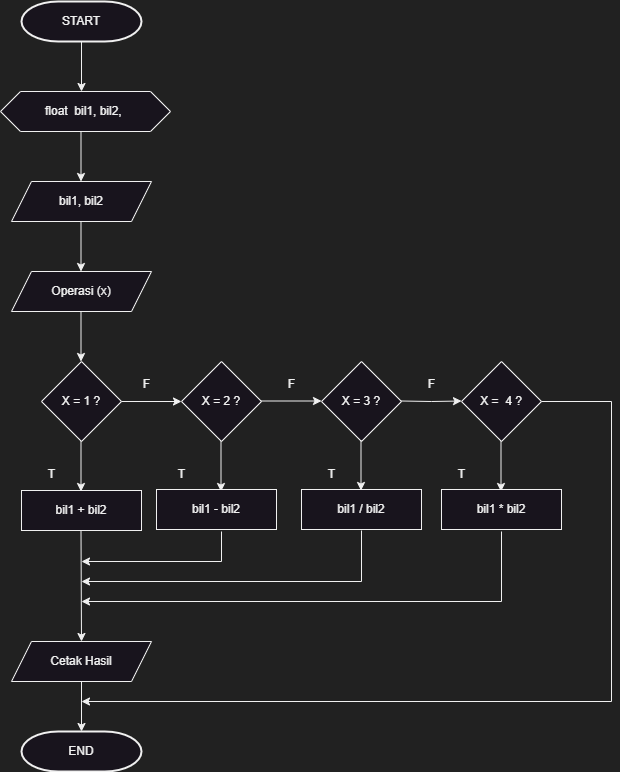 START
float bil1, bil2,
bil1, bil2
Operasi (x)
X = 1 ?
F
X = 2 ?
F
X = 3 ?
F
X = 4 ?
T
T
T
T
bil1 + bil2
bil1 - bil2
bil1 / bil2
bil1 * bil2
Cetak Hasil
END